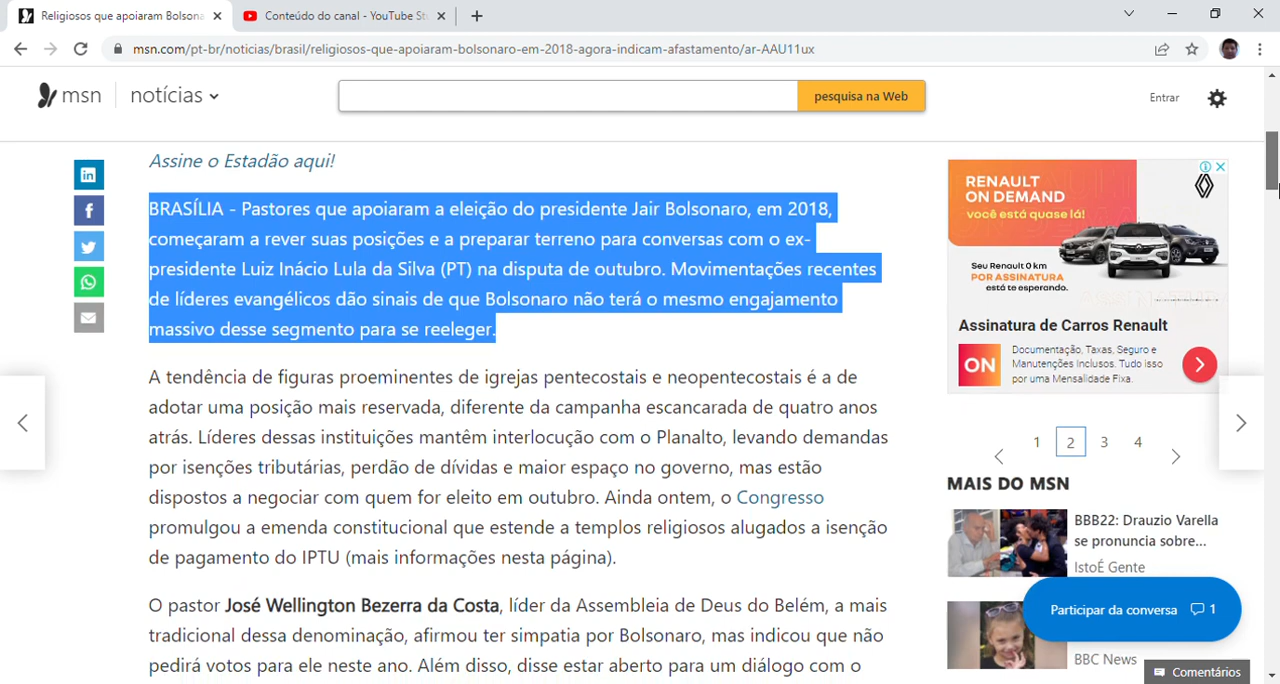 Religiosos que apoiaram Bolsona
Conteúdo do canal - YouTube St
msn.com/pt-br/noticias/brasil/religiosos-que-apoiaram-bolsonaro-em-2018-agora-indicam-afastamento/ar-AAU11ux
msn
notícias
pesquisa na Web
Entrar
Assine o Estadão aqui!
BRASÍLIA - Pastores que apoiaram a eleição do presidente Jair Bolsonaro, em 2018,
começaram a rever suas posições e a preparar terreno para conversas com o ex-
presidente Luiz Inácio Lula da Silva (PT) na disputa de outubro. Movimentações recentes
de líderes evangélicos dão sinais de que Bolsonaro não terá o mesmo engajamento
massivo desse segmento para se reeleger.
A tendência de figuras proeminentes de igrejas pentecostais e neopentecostais é a de
adotar uma posição mais reservada, diferente da campanha escancarada de quatro anos
atrás. Líderes dessas instituições mantêm interlocução com o Planalto, levando demandas
por isenções tributárias, perdão de dívidas e maior espaço no governo, mas estão
dispostos a negociar com quem for eleito em outubro. Ainda ontem, o Congresso
promulgou a emenda constitucional que estende a templos religiosos alugados a isenção
de pagamento do IPTU (mais informações nesta página).
O pastor José Wellington Bezerra da Costa, líder da Assembleia de Deus do Belém, a mais
tradicional dessa denominação, afirmou ter simpatia por Bolsonaro, mas indicou que não
pedirá votos para ele neste ano. Além disso, disse estar aberto para um diálogo com o
RENAULT
ON DEMAND
você está quase lá!
Seu Renault 0 km
POR ASSINATURA
está te esperando.
Assinatura de Carros Renault
ON
Documentação, Taxas, Seguro e
Manutenções Inclusos. Tudo isso
por uma Mensalidade Fixa.
1 2 3 4
MAIS DO MSN
BBB22: Drauzio Varella
se pronuncia sobre...
IstoÉ Gente
Participar da conversa 1
BBC News
Comentários